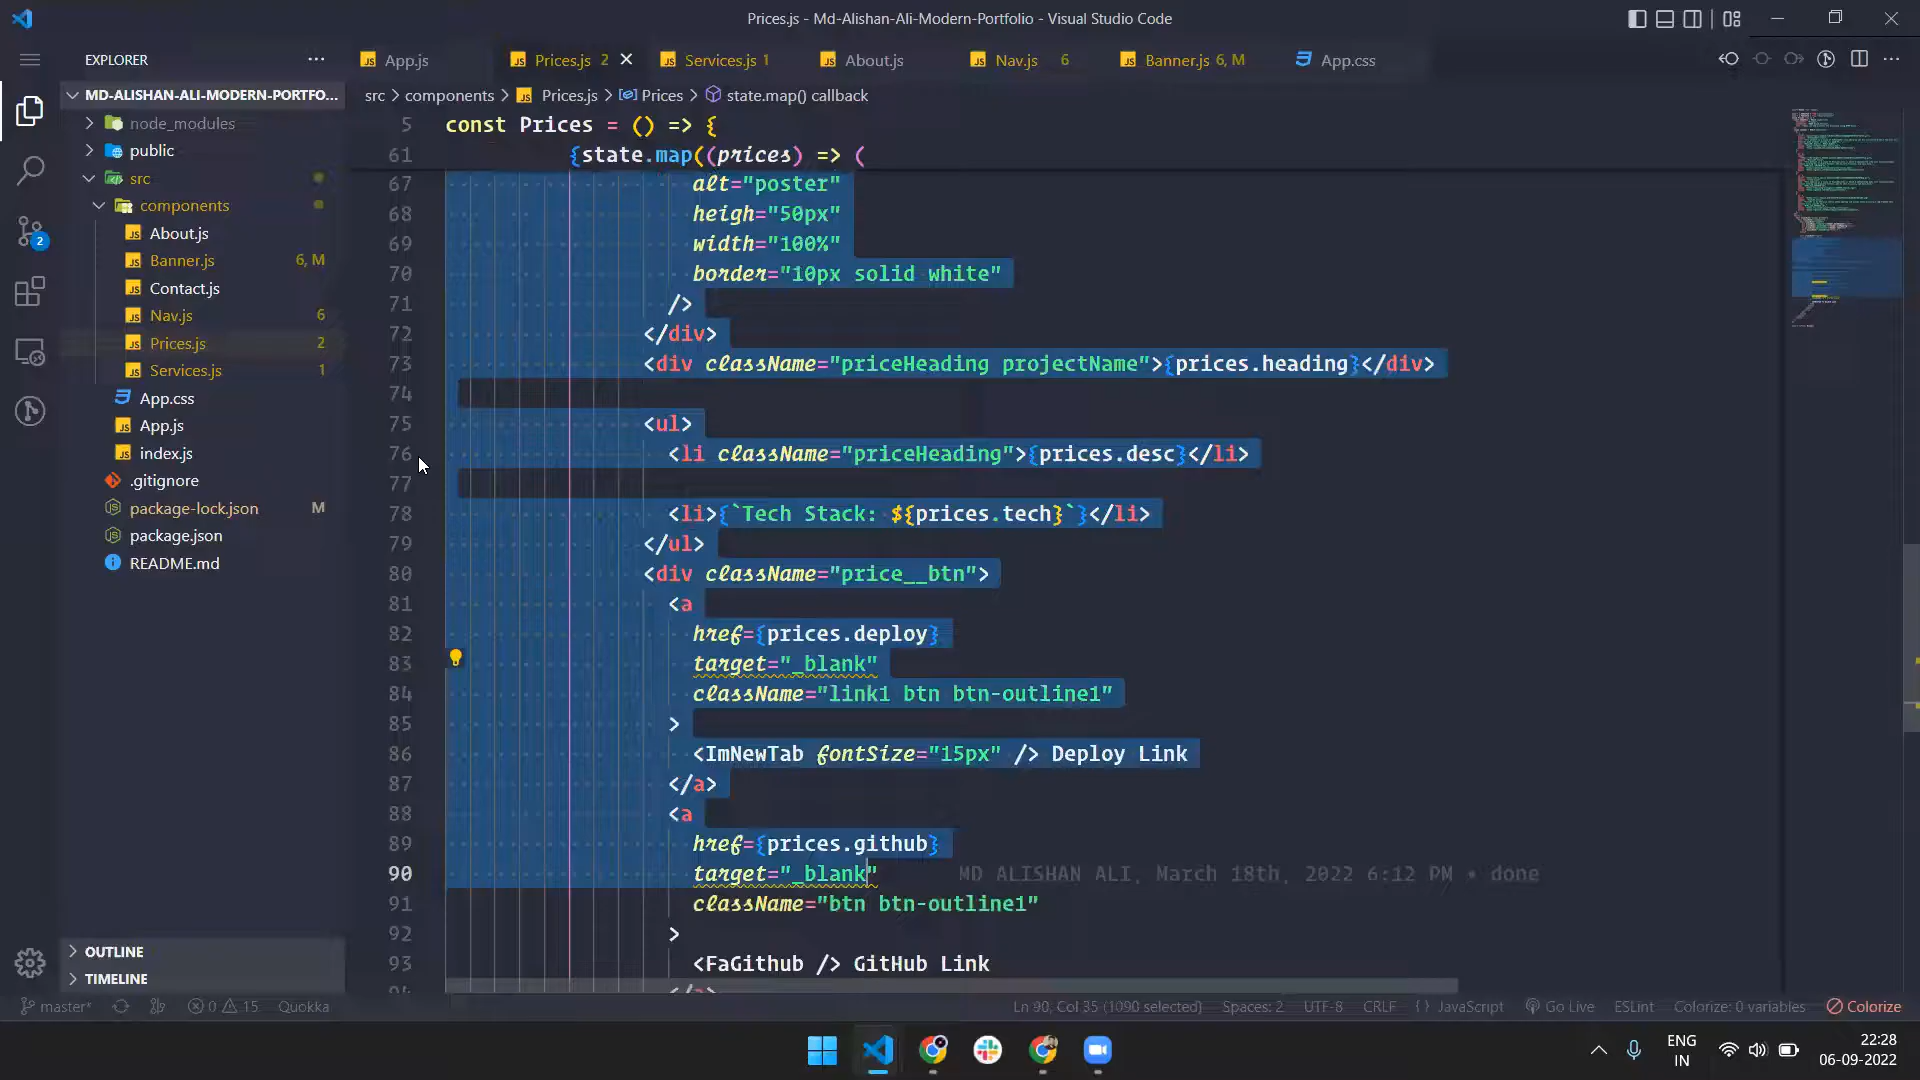 Prices.js - Md-Alishan-Ali-Modern-Portfolio - Visual Studio Code
EXPLORER
App.js
Prices.js 2
Services.js 1
About.js
Nav.js 6
Banner.js 6, M
App.css
MD-ALISHAN-ALI-MODERN-PORTFO...
node_modules
public
src
components
About.js
Banner.js 6, M
Contact.js
Nav.js 6
Prices.js 2
Services.js 1
App.css
App.js
index.js
.gitignore
package-lock.json M
package.json
README.md
OUTLINE
TIMELINE
2
src > components > Prices.js > Prices > state.map() callback
5 const Prices = () => {
61 {state.map((prices) => (
67 alt="poster"
68 heigh="50px"
69 width="100%"
70 border="10px solid white"
71 />
72 </div>
73 <div className="priceHeading projectName">{prices.heading}</div>
74
75 <ul>
76 <li className="priceHeading">{prices.desc}</li>
77
78 <li>{`Tech Stack: ${prices.tech}`}</li>
79 </ul>
80 <div className="price__btn">
81 <a
82 href={prices.deploy}
83 target="_blank"
84 className="link1 btn btn-outline1"
85 >
86 <ImNewTab fontSize="15px" /> Deploy Link
87 </a>
88 <a
89 href={prices.github}
90 target="_blank" MD ALISHAN ALI, March 18th, 2022 6:12 PM • done
91 className="btn btn-outline1"
92 >
93 <FaGithub /> GitHub Link
94 </a>
master* 0 15 Quokka Ln 90, Col 35 (1090 selected) Spaces: 2 UTF-8 CRLF { } JavaScript Go Live ESLint Colorize: 0 variables Colorize
ENG
IN
22:28
06-09-2022